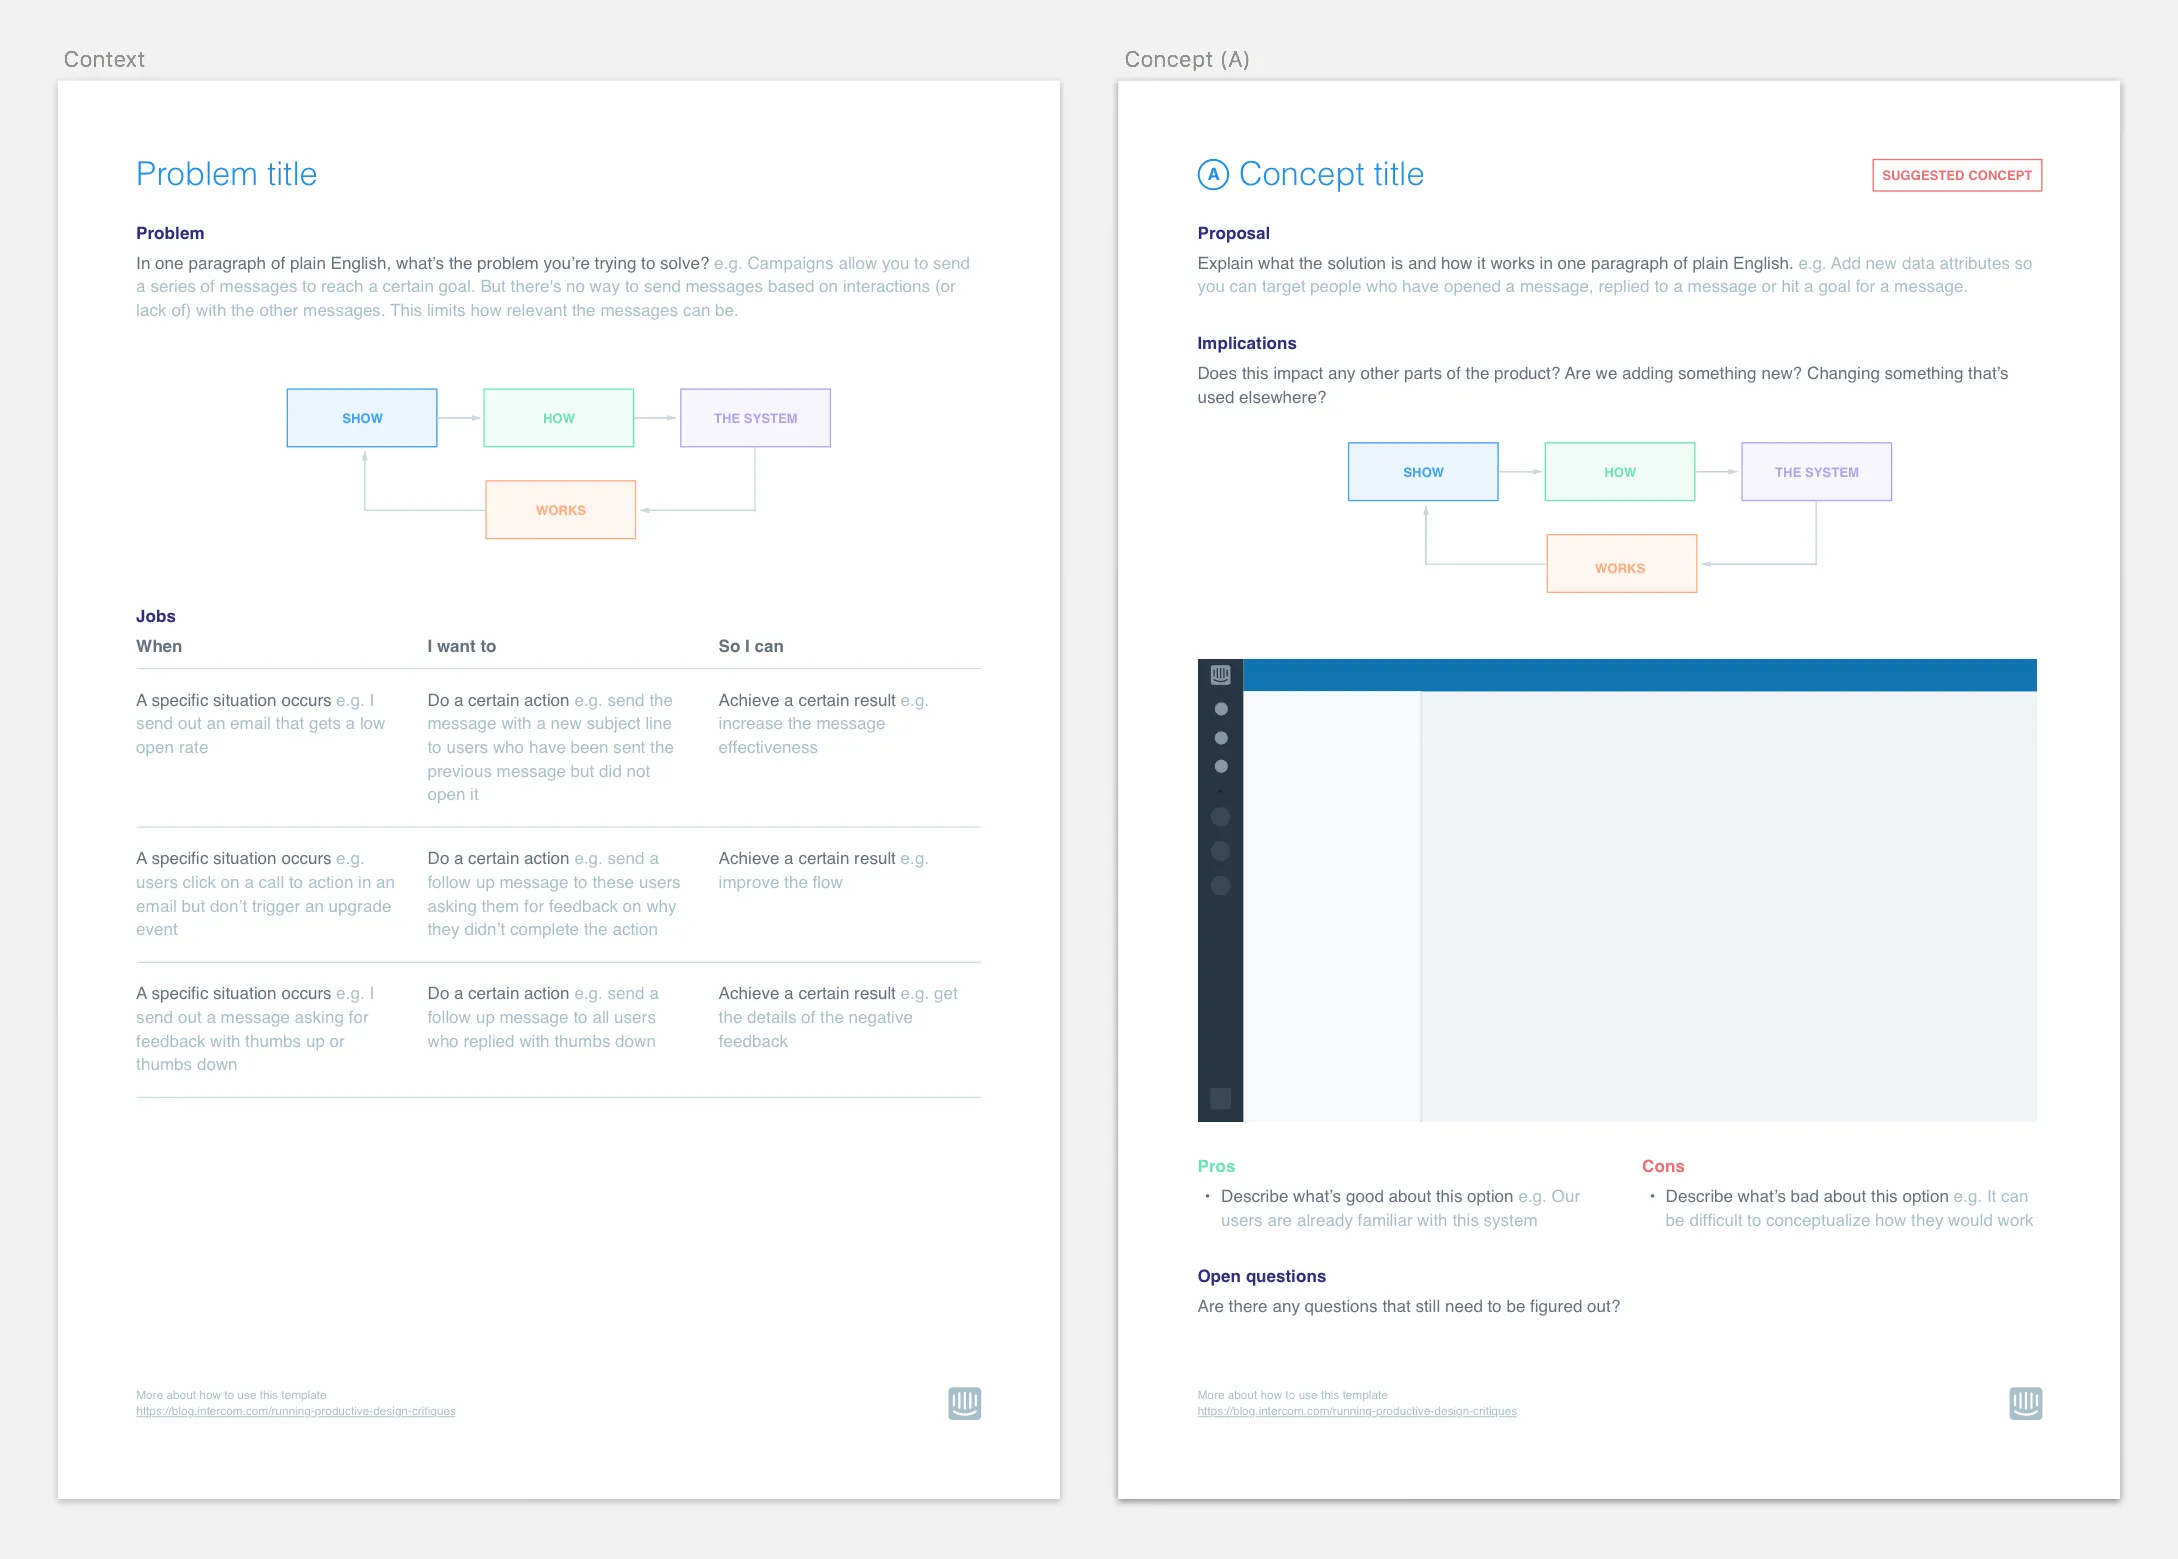 Context
Problem title
Problem
In one paragraph of plain English, what’s the problem you’re trying to solve? e.g. Campaigns allow you to send
a series of messages to reach a certain goal. But there's no way to send messages based on interactions (or
lack of) with the other messages. This limits how relevant the messages can be.
SHOW
HOW
THE SYSTEM
WORKS
Jobs
When
I want to
So I can
A specific situation occurs e.g. I
send out an email that gets a low
open rate
Do a certain action e.g. send the
message with a new subject line
to users who have been sent the
previous message but did not
open it
Achieve a certain result e.g.
increase the message
effectiveness
A specific situation occurs e.g.
users click on a call to action in an
email but don’t trigger an upgrade
event
Do a certain action e.g. send a
follow up message to these users
asking them for feedback on why
they didn’t complete the action
Achieve a certain result e.g.
improve the flow
A specific situation occurs e.g. I
send out a message asking for
feedback with thumbs up or
thumbs down
Do a certain action e.g. send a
follow up message to all users
who replied with thumbs down
Achieve a certain result e.g. get
the details of the negative
feedback
More about how to use this template
https://blog.intercom.com/running-productive-design-critiques
Concept (A)
A Concept title
SUGGESTED CONCEPT
Proposal
Explain what the solution is and how it works in one paragraph of plain English. e.g. Add new data attributes so
you can target people who have opened a message, replied to a message or hit a goal for a message.
Implications
Does this impact any other parts of the product? Are we adding something new? Changing something that’s
used elsewhere?
SHOW
HOW
THE SYSTEM
WORKS
Pros
• Describe what’s good about this option e.g. Our
users are already familiar with this system
Cons
• Describe what’s bad about this option e.g. It can
be difficult to conceptualize how they would work
Open questions
Are there any questions that still need to be figured out?
More about how to use this template
https://blog.intercom.com/running-productive-design-critiques